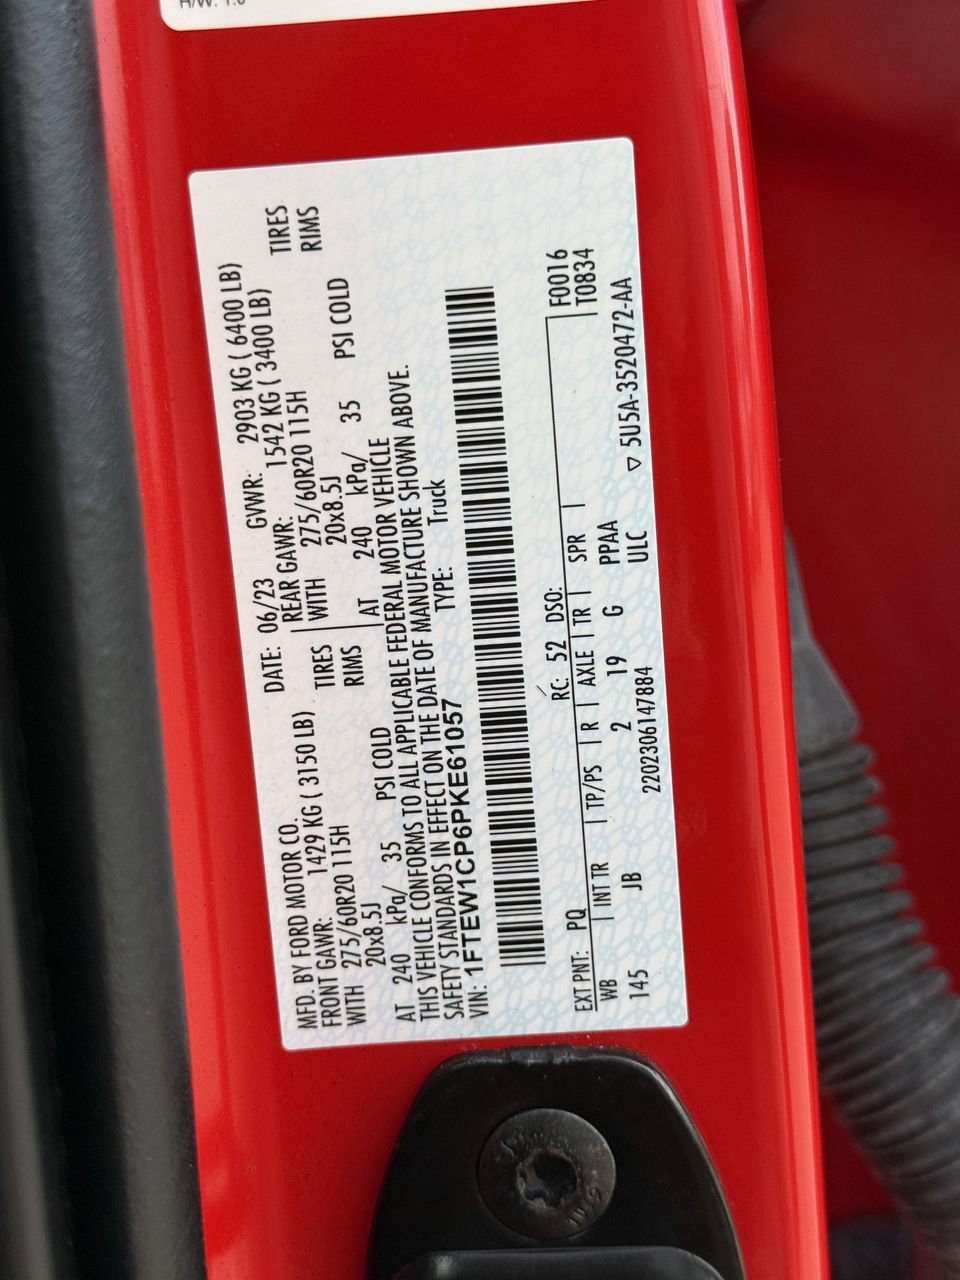 H/W: 1.0
MFD. BY FORD MOTOR CO. DATE: 06/23 GVWR: 2903 KG ( 6400 LB)
FRONT GAWR: 1429 KG ( 3150 LB) REAR GAWR: 1542 KG ( 3400 LB)
WITH 275/60R20 115H TIRES WITH 275/60R20 115H TIRES
20x8.5J RIMS 20x8.5J RIMS
AT 240 kPa/ 35 PSI COLD AT 240 kPa/ 35 PSI COLD
THIS VEHICLE CONFORMS TO ALL APPLICABLE FEDERAL MOTOR VEHICLE
SAFETY STANDARDS IN EFFECT ON THE DATE OF MANUFACTURE SHOWN ABOVE.
VIN: 1FTEW1CP6PKE61057 TYPE: Truck
F0016
EXT PNT: PQ RC: 52 DSO: T0834
WB INT TR TP/PS R AXLE TR SPR
145 JB 2 19 G PPAA
2202306147884 ULC ▽ 5U5A-3520472-AA